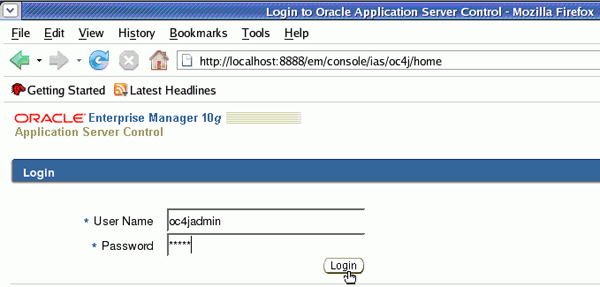 Login to Oracle Application Server Control - Mozilla Firefox
File Edit View History Bookmarks Tools Help
http://localhost:8888/em/console/ias/oc4j/home
Getting Started Latest Headlines
ORACLE Enterprise Manager 10g
Application Server Control
Login
* User Name oc4jadmin
* Password *****
Login